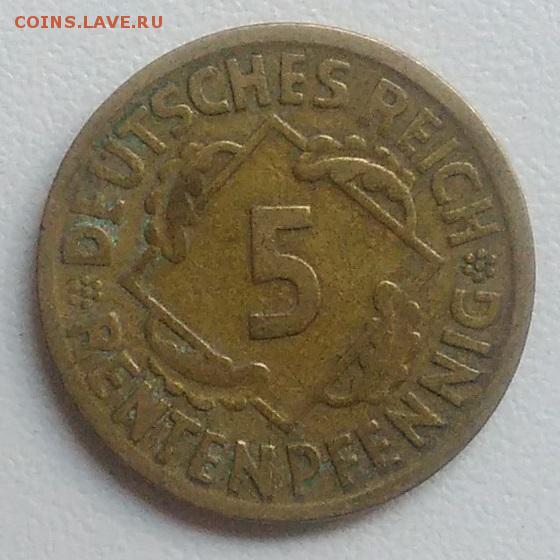 COINS.LAVE.RU
DEUTSCHES REICH
5
RENTENPFENNIG